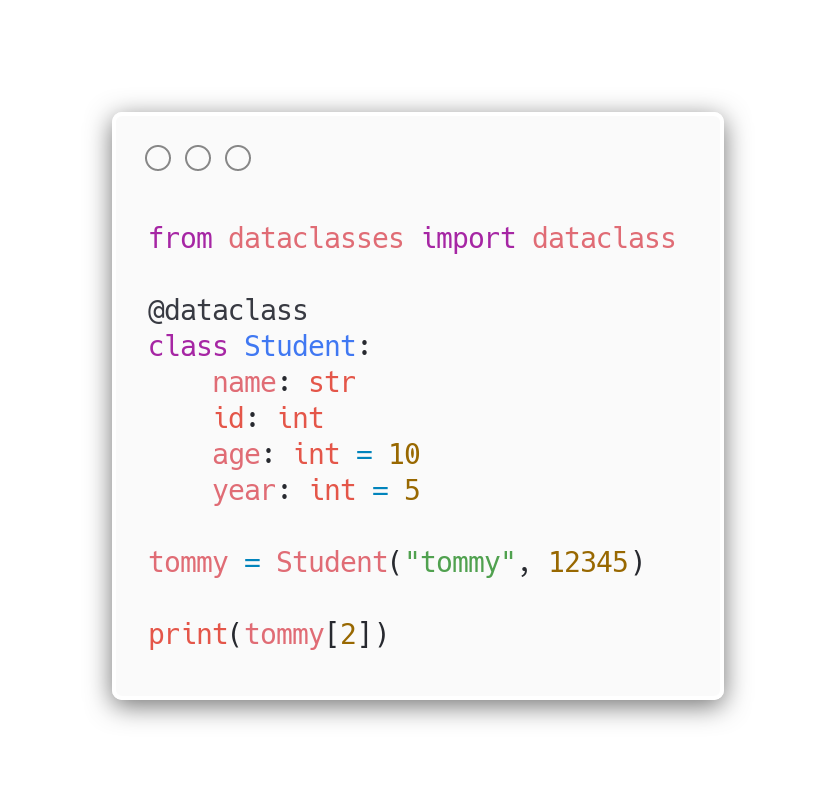 from dataclasses import dataclass

@dataclass
class Student:
    name: str
    id: int
    age: int = 10
    year: int = 5

tommy = Student("tommy", 12345)

print(tommy[2])